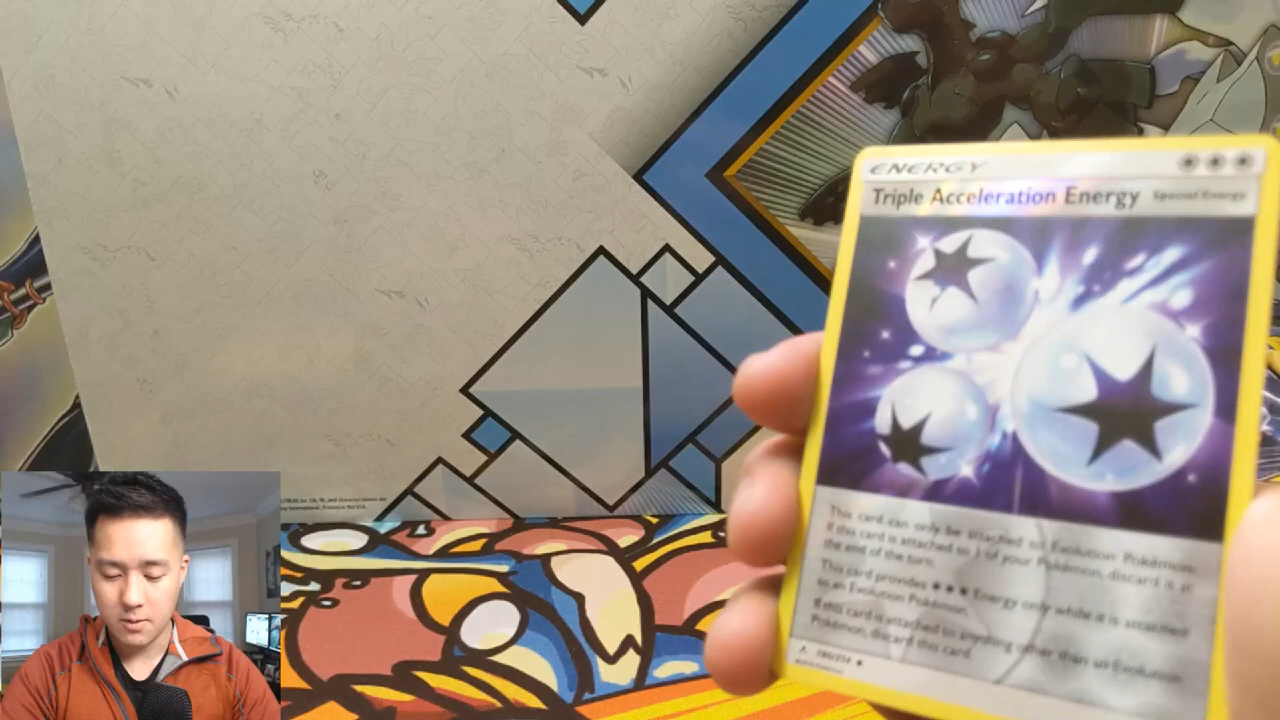 ENERGY
Triple Acceleration Energy Special Energy
This card can only be attached to Evolution Pokémon.
If this card is attached to 1 of your Pokémon, discard it at
the end of the turn.
This card provides Energy only while it is attached
to an Evolution Pokémon.
If this card is attached to anything other than an Evolution
Pokémon, discard this card.
190/214